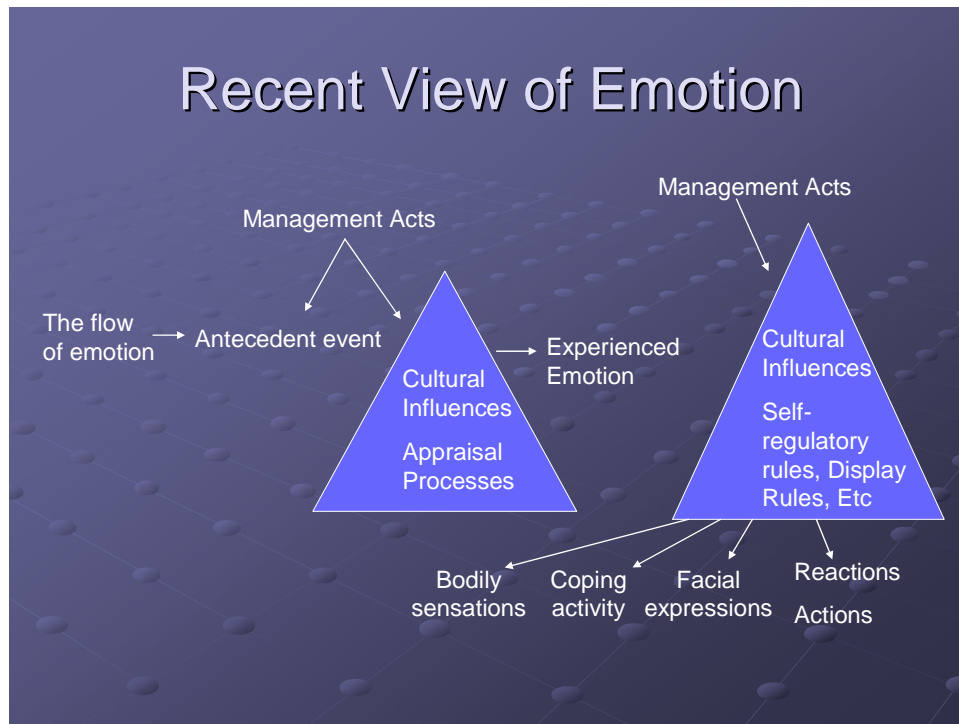 Recent View of Emotion
Management Acts
Management Acts
The flow
of emotion
Antecedent event
Cultural
Influences
Appraisal
Processes
Experienced
Emotion
Cultural
Influences
Self-
regulatory
rules, Display
Rules, Etc
Bodily
sensations
Coping
activity
Facial
expressions
Reactions
Actions